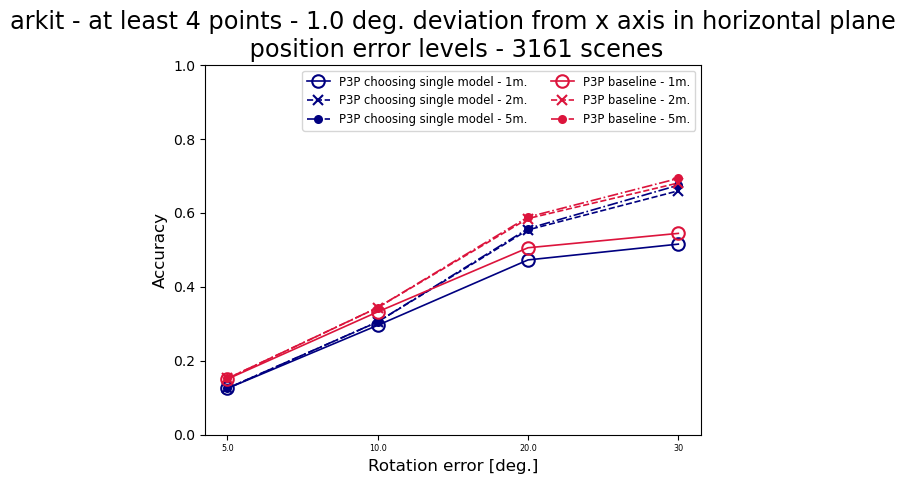 arkit - at least 4 points - 1.0 deg. deviation from x axis in horizontal plane
position error levels - 3161 scenes
1.0
0.8
0.6
0.4
0.2
0.0
Accuracy
P3P choosing single model - 1m.
P3P choosing single model - 2m.
P3P choosing single model - 5m.
P3P baseline - 1m.
P3P baseline - 2m.
P3P baseline - 5m.
5.0
10.0
20.0
30
Rotation error [deg.]